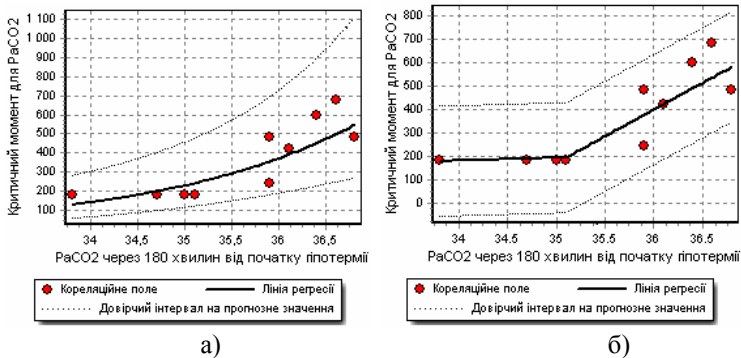 1 100
1 000
900
800
700
600
500
400
300
200
100
Критичний момент для PaCO2
34 34,5 35 35,5 36 36,5
PaCO2 через 180 хвилин від початку гіпотермії
Кореляційне поле Лінія регресії
Довірчий інтервал на прогнозне значення
а)
800
700
600
500
400
300
200
100
0
Критичний момент для PaCO2
34 34,5 35 35,5 36 36,5
PaCO2 через 180 хвилин від початку гіпотермії
Кореляційне поле Лінія регресії
Довірчий інтервал на прогнозне значення
б)